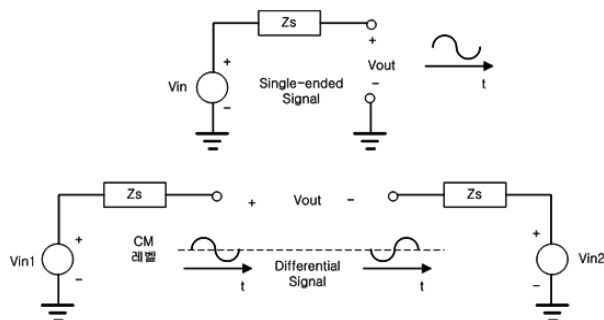 Zs
+
+
Vin
Vout
Single-ended
Signal
-
-
t
Zs
+ Vout -
Zs
+
CM
레벨
+
Vin1
Vin2
-
t
Differential
Signal
t
-